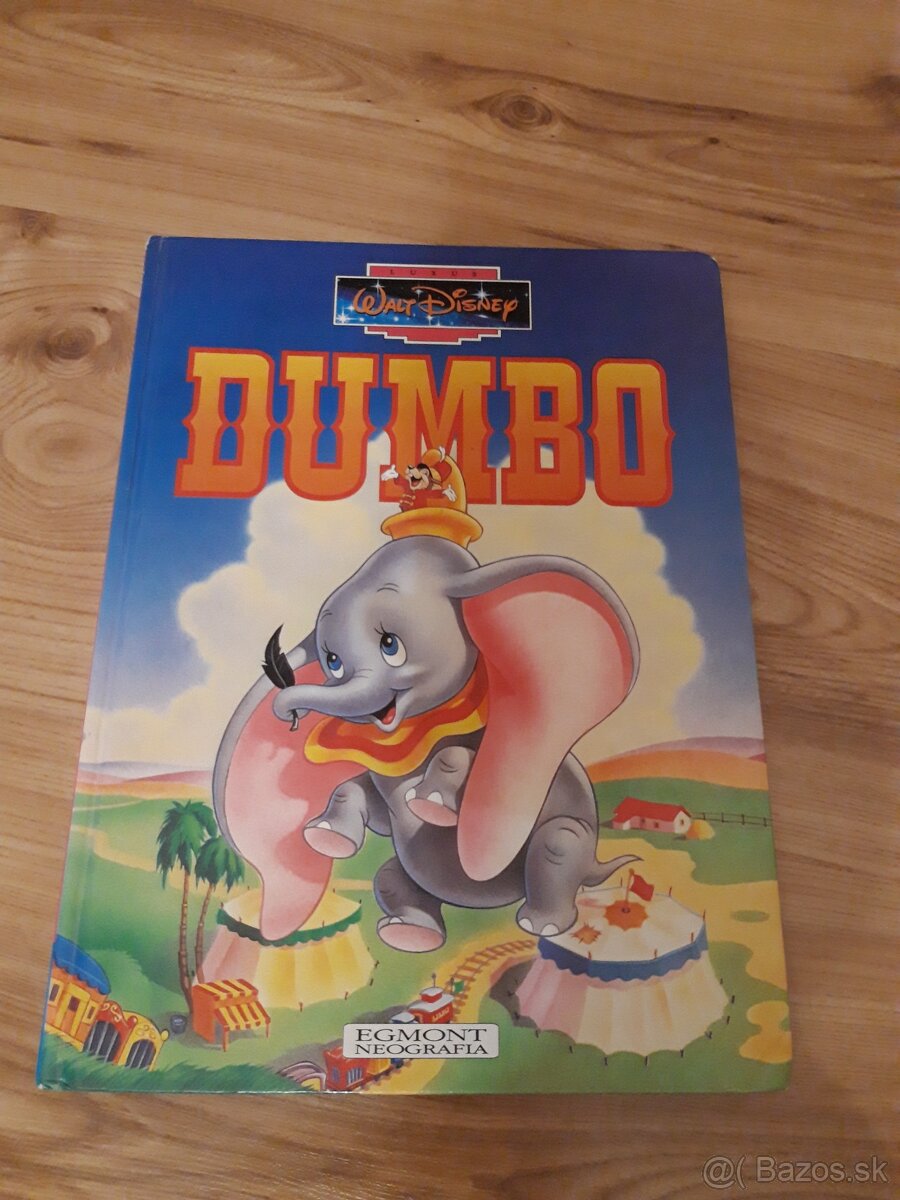 LUXUS
WALT DISNEY
DUMBO
EGMONT
NEOGRAFIA
@( Bazos.sk